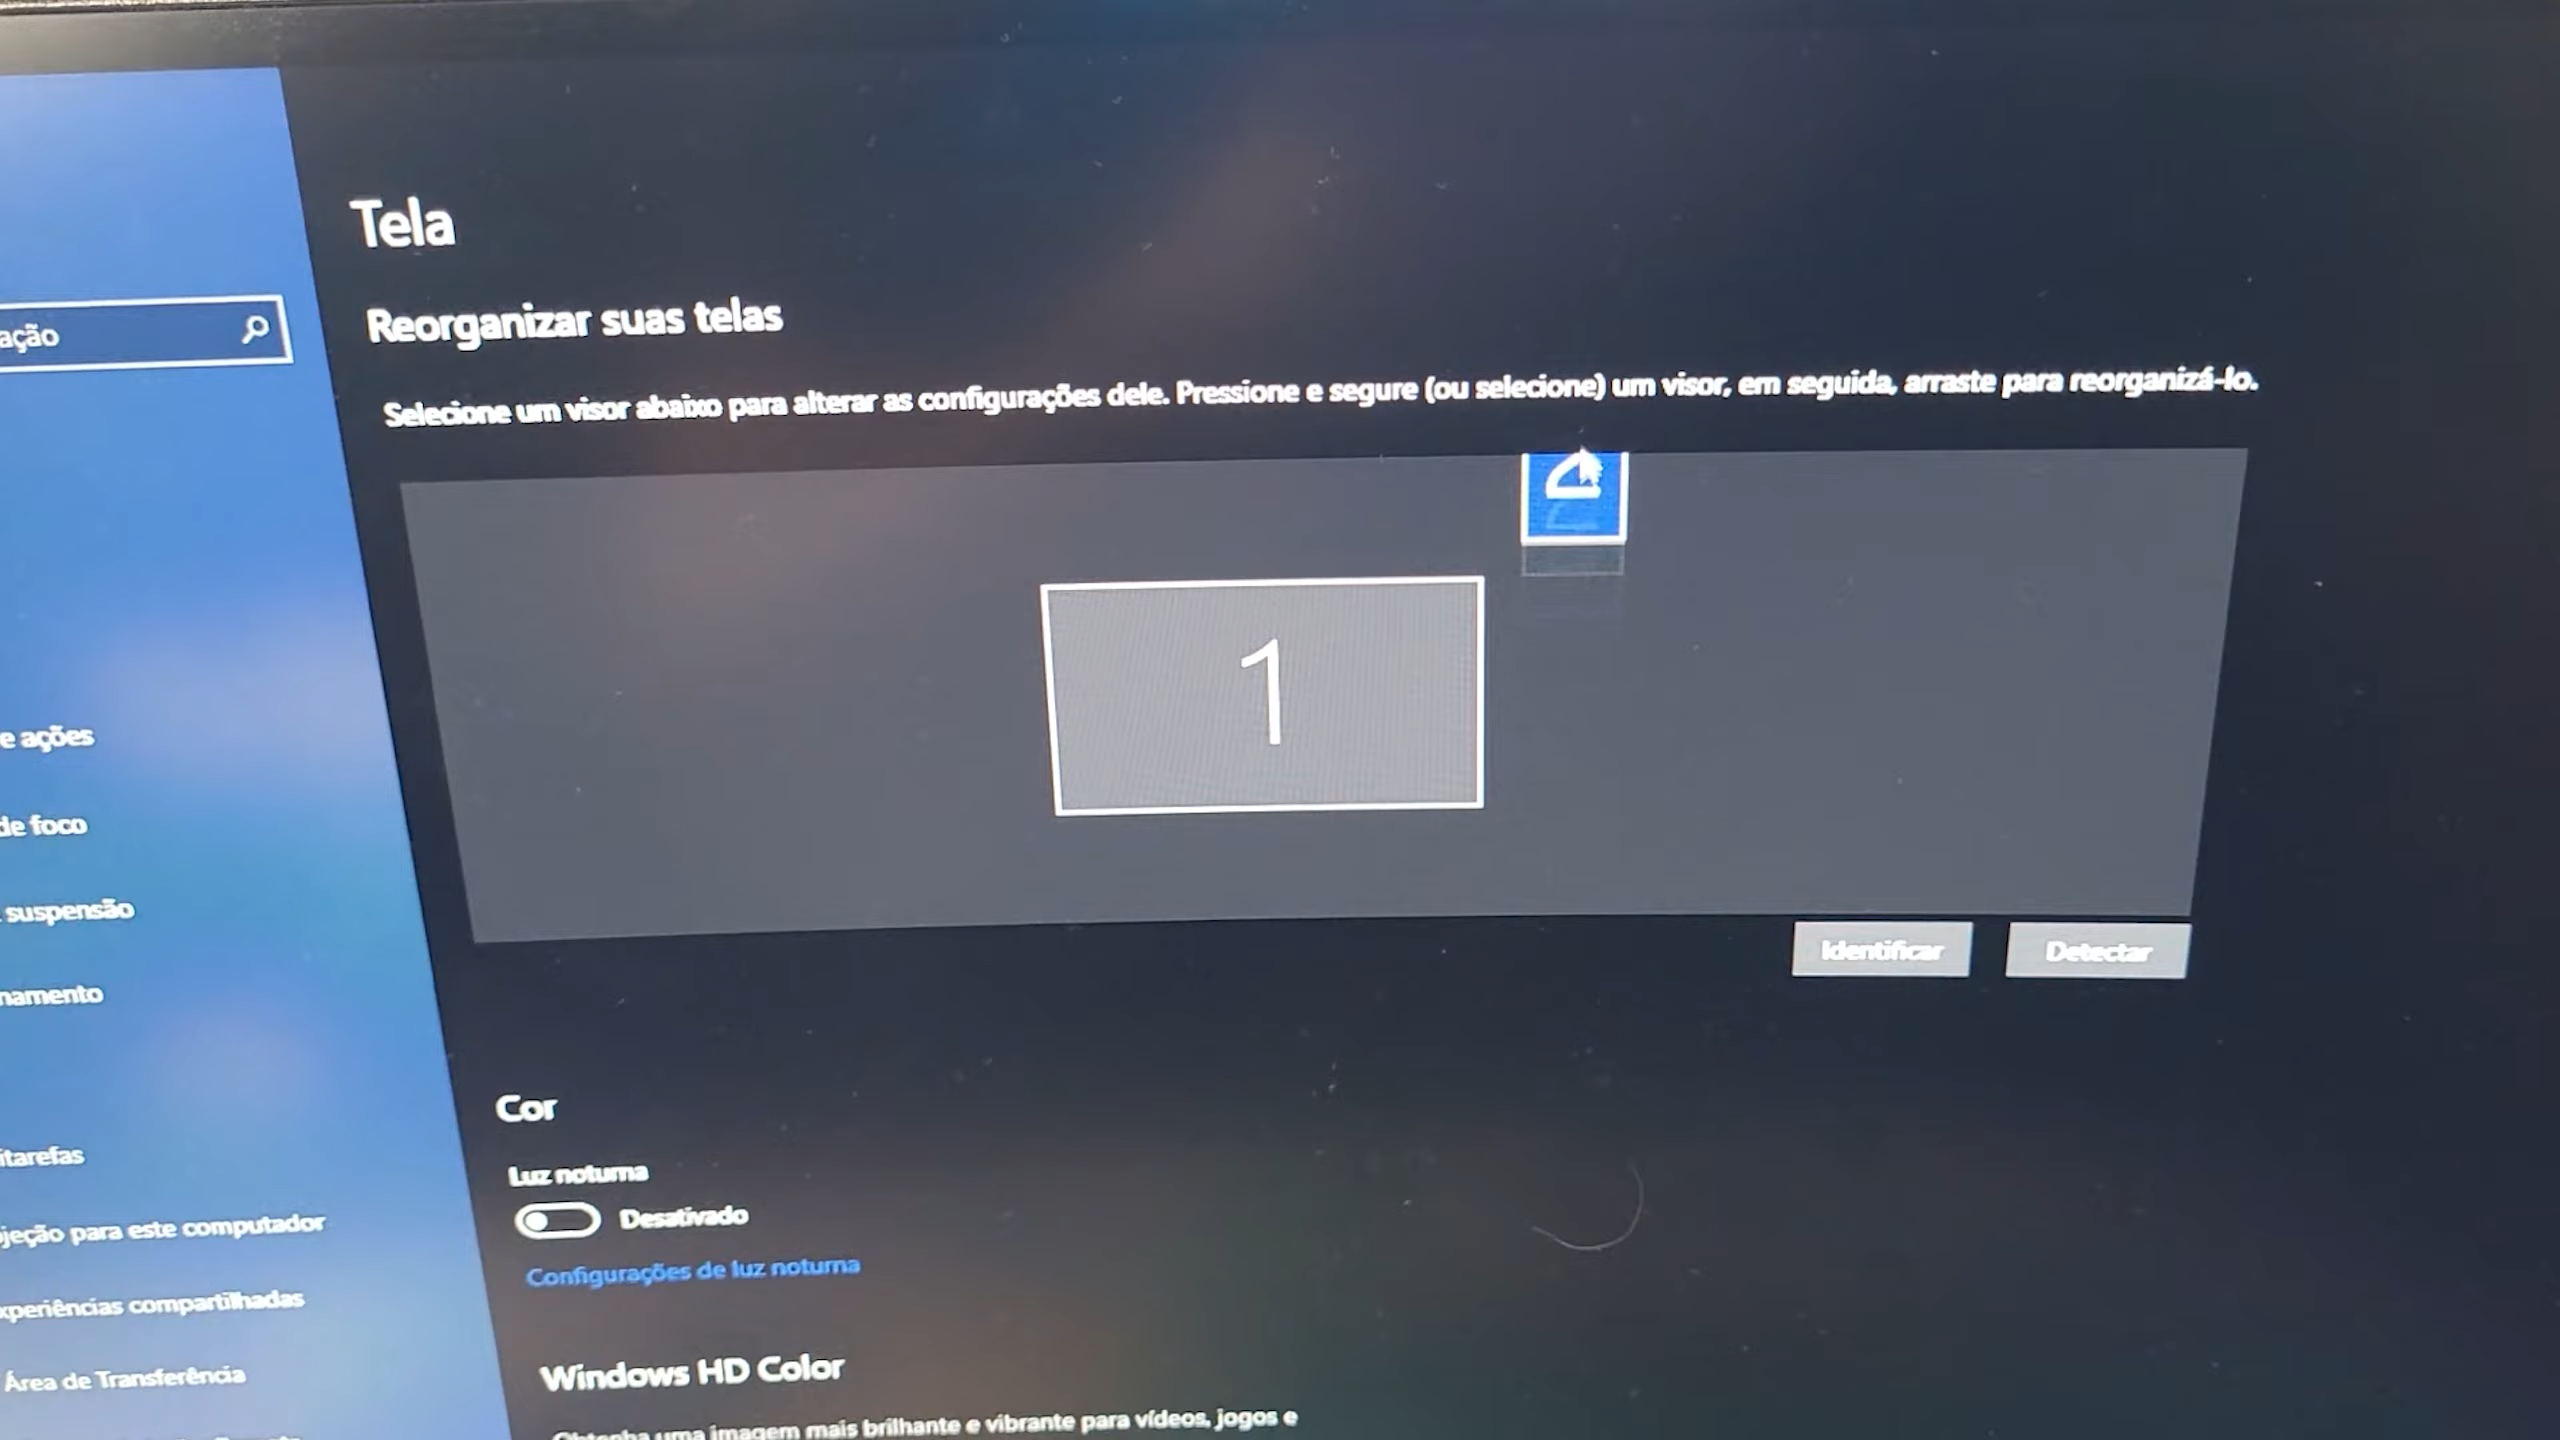 Tela
Reorganizar suas telas
ação
Selecione um visor abaixo para alterar as configurações dele. Pressione e segure (ou selecione) um visor, em seguida, arraste para reorganizá-lo.
2
1
e ações
de foco
suspensão
namento
Identificar
Detectar
Cor
itarefas
Luz noturna
Desativado
jeção para este computador
Configurações de luz noturna
xperiências compartilhadas
Windows HD Color
Área de Transferência
Obtenha uma imagem mais brilhante e vibrante para vídeos, jogos e